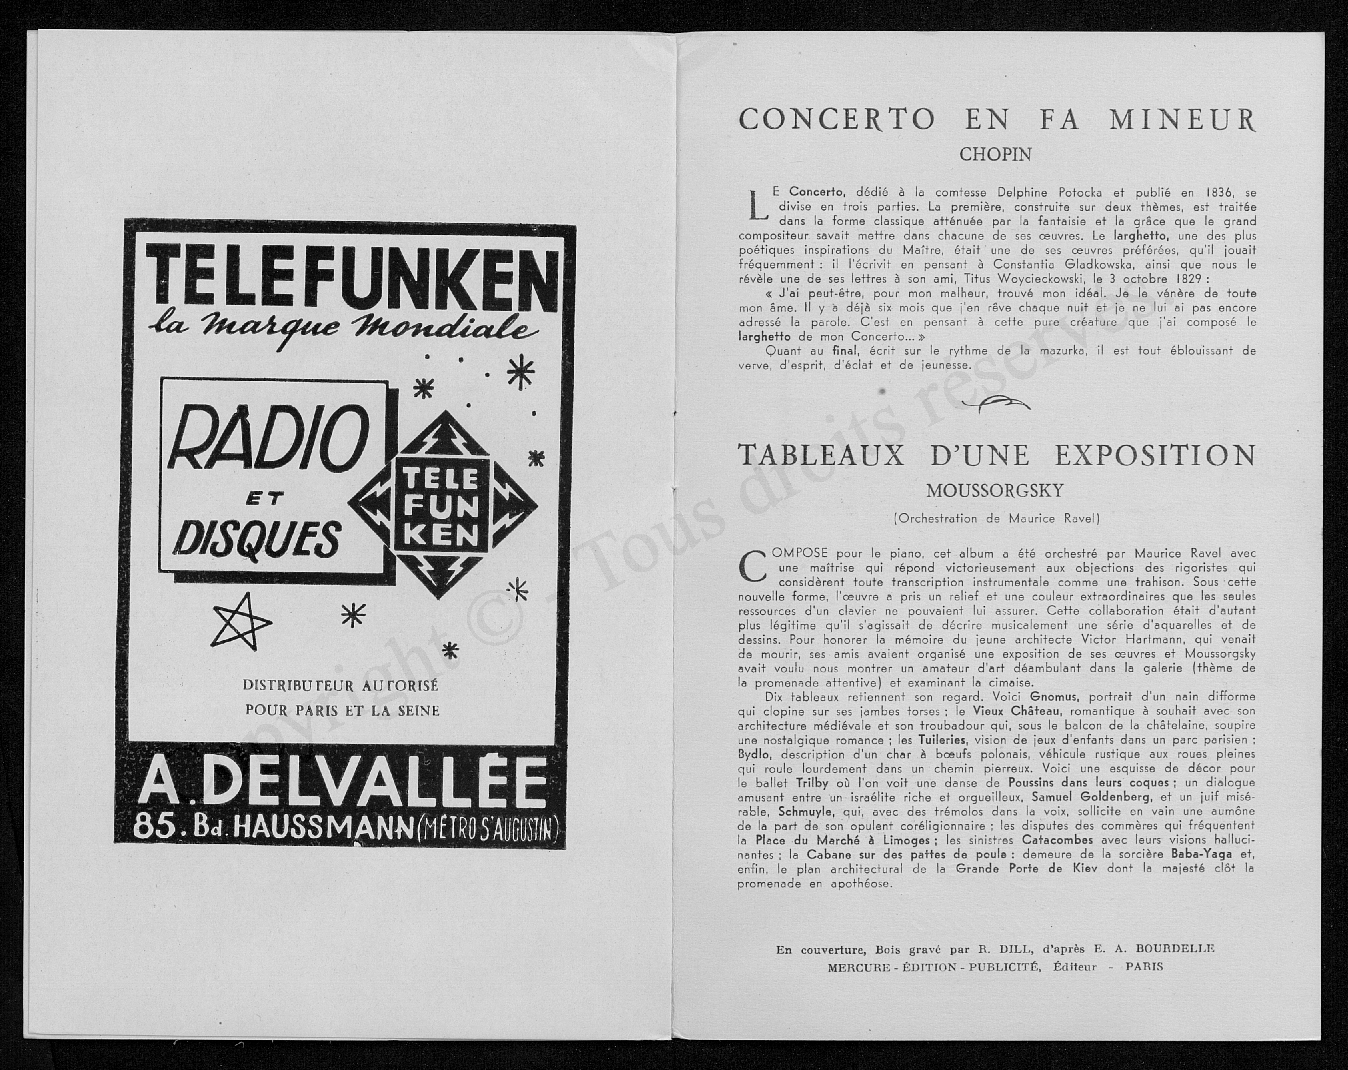 TELEFUNKEN
la marque mondiale
RADIO
ET
DISQUES
TELE
FUN
KEN
DISTRIBUTEUR AUTORISÉ
POUR PARIS ET LA SEINE
A. DELVALLÉE
85. Bd. HAUSSMANN (MÉTRO St AUGUSTIN)
CONCERTO EN FA MINEUR
CHOPIN
LE Concerto, dédié à la comtesse Delphine Potocka et publié en 1836, se
divise en trois parties. La première, construite sur deux thèmes, est traitée
dans la forme classique atténuée par la fantaisie et la grâce que le grand
compositeur savait mettre dans chacune de ses œuvres. Le larghetto, une des plus
poétiques inspirations du Maître, était une de ses œuvres préférées, qu'il jouait
fréquemment : il l'écrivit en pensant à Constantia Gladkowska, ainsi que nous le
révèle une de ses lettres à son ami, Titus Woycieckowski, le 3 octobre 1829 :
« J'ai peut-être, pour mon malheur, trouvé mon idéal. Je le vénère de toute
mon âme. Il y a déjà six mois que j'en rêve chaque nuit et je ne lui ai pas encore
adressé la parole. C'est en pensant à cette pure créature que j'ai composé le
larghetto de mon Concerto... »
Quant au final, écrit sur le rythme de la mazurka, il est tout éblouissant de
verve, d'esprit, d'éclat et de jeunesse.
TABLEAUX D'UNE EXPOSITION
MOUSSORGSKY
(Orchestration de Maurice Ravel)
COMPOSE pour le piano, cet album a été orchestré par Maurice Ravel avec
une maîtrise qui répond victorieusement aux objections des rigoristes qui
considèrent toute transcription instrumentale comme une trahison. Sous cette
nouvelle forme, l'œuvre a pris un relief et une couleur extraordinaires que les seules
ressources d'un clavier ne pouvaient lui assurer. Cette collaboration était d'autant
plus légitime qu'il s'agissait de décrire musicalement une série d'aquarelles et de
dessins. Pour honorer la mémoire du jeune architecte Victor Hartmann, qui venait
de mourir, ses amis avaient organisé une exposition de ses œuvres et Moussorgsky
avait voulu nous montrer un amateur d'art déambulant dans la galerie (thème de
la promenade attentive) et examinant la cimaise.
Dix tableaux retiennent son regard. Voici Gnomus, portrait d'un nain difforme
qui clopine sur ses jambes torses ; le Vieux Château, romantique à souhait avec son
architecture médiévale et son troubadour qui, sous le balcon de la châtelaine, soupire
une nostalgique romance ; les Tuileries, vision de jeux d'enfants dans un parc parisien ;
Bydlo, description d'un char à bœufs polonais, véhicule rustique aux roues pleines
qui roule lourdement dans un chemin pierreux. Voici une esquisse de décor pour
le ballet Trilby où l'on voit une danse de Poussins dans leurs coques ; un dialogue
amusant entre un israélite riche et orgueilleux, Samuel Goldenberg, et un juif misé-
rable, Schmuyle, qui, avec des trémolos dans la voix, sollicite en vain une aumône
de la part de son opulent coréligionnaire ; les disputes des commères qui fréquentent
la Place du Marché à Limoges ; les sinistres Catacombes avec leurs visions halluci-
nantes ; la Cabane sur des pattes de poule : demeure de la sorcière Baba-Yaga et,
enfin, le plan architectural de la Grande Porte de Kiev dont la majesté clôt la
promenade en apothéose.
En couverture, Bois gravé par R. DILL, d'après E. A. BOURDELLE
MERCURE - ÉDITION - PUBLICITÉ, Éditeur - PARIS
Copyright © - Tous droits réservés